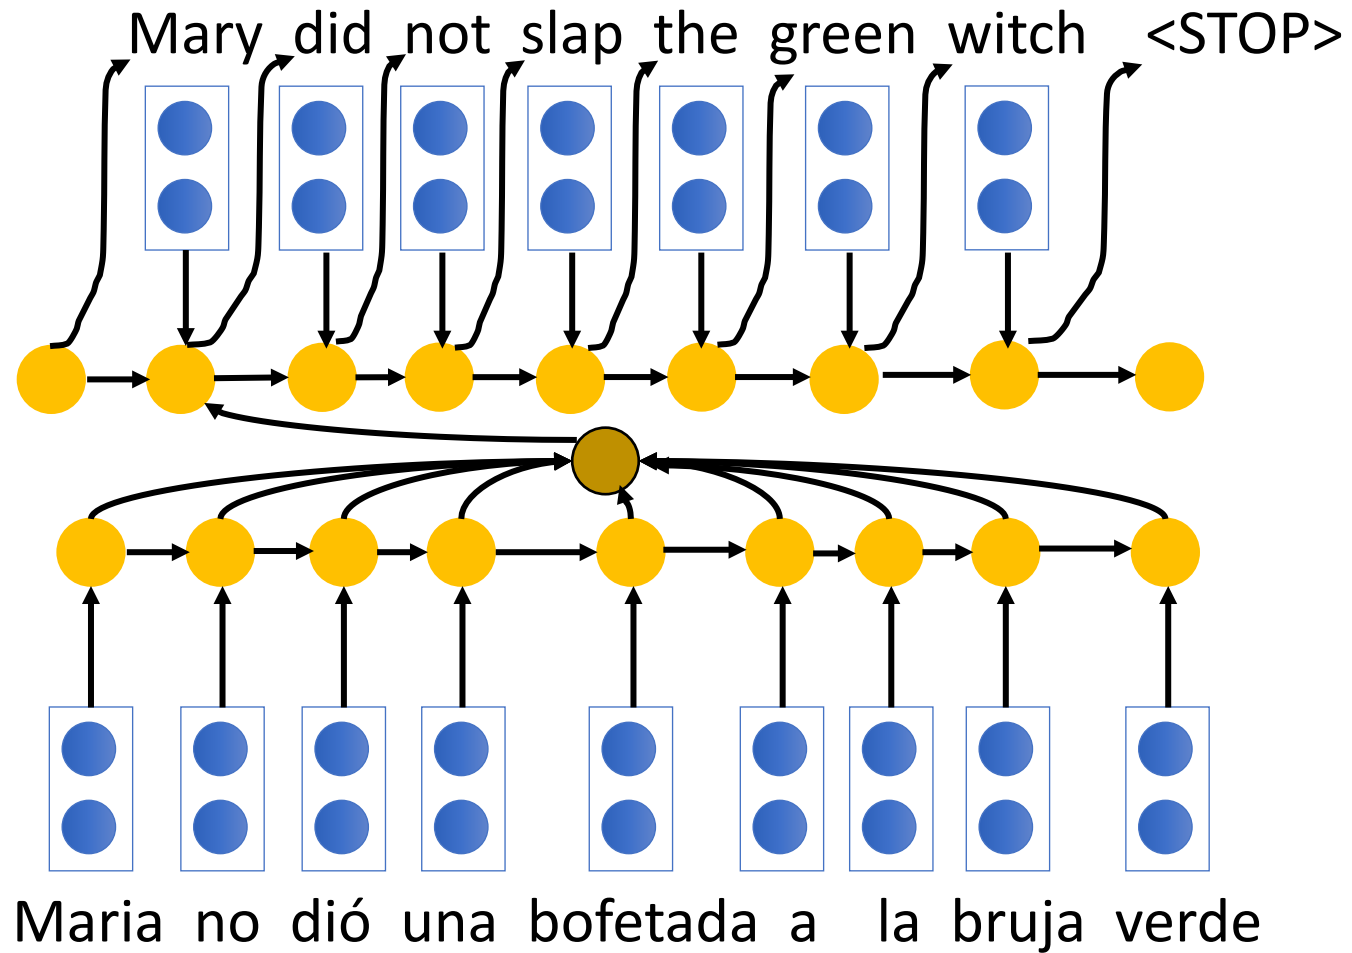 Mary did not slap the green witch <STOP>
Maria no dió una bofetada a la bruja verde